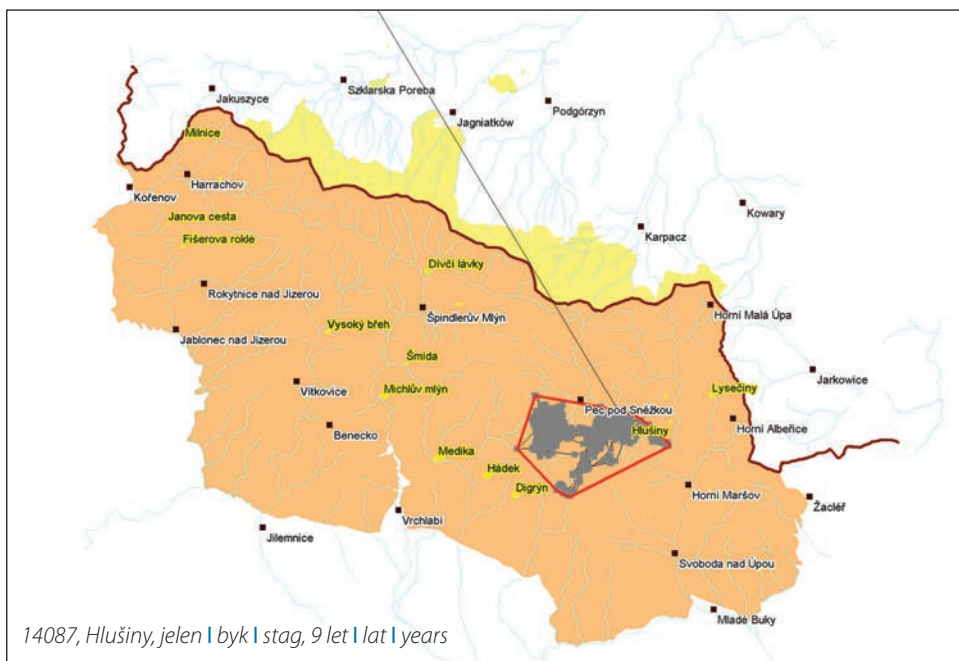 Szklarska Poreba
Jakuszyce
Podgórzyn
Jagniatków
Milnice
Harrachov
Kořenov
Kowary
Janova cesta
Karpacz
Fišerova rokle
Dívčí lávky
Rokytnice nad Jizerou
Horní Malá Úpa
Špindlerův Mlýn
Vysoký břeh
Jablonec nad Jizerou
Šmída
Jarkowice
Vítkovice
Lysečiny
Michlův mlýn
Pec pod Sněžkou
Horní Albeřice
Benecko
Hlušiny
Medika
Hádek
Horní Maršov
Digrýn
Žacléř
Vrchlabí
Jilemnice
Svoboda nad Úpou
Mladé Buky
14087, Hlušiny, jelen | byk | stag, 9 let | lat | years